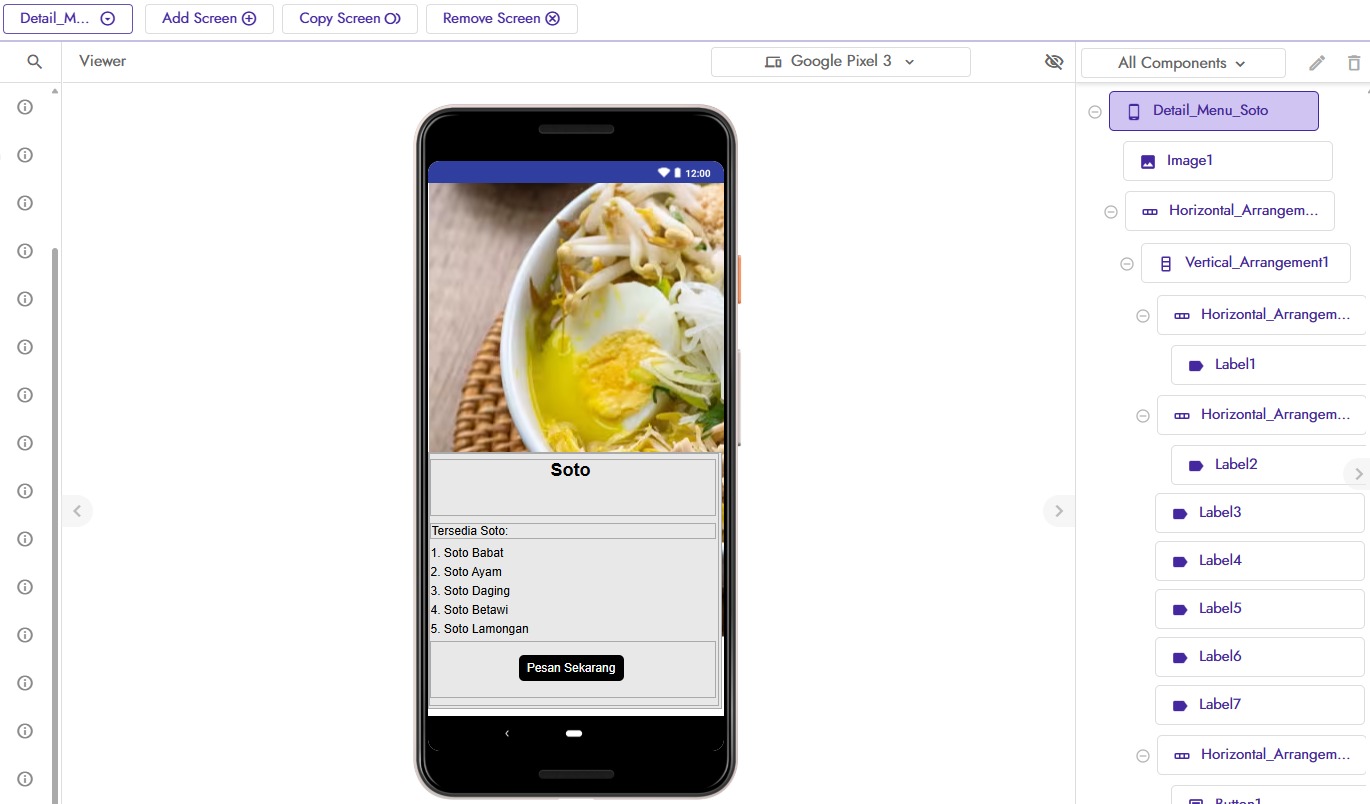 Detail_M...
Add Screen
Copy Screen
Remove Screen
Viewer
Google Pixel 3
All Components
12:00
Soto
Tersedia Soto:
1. Soto Babat
2. Soto Ayam
3. Soto Daging
4. Soto Betawi
5. Soto Lamongan
Pesan Sekarang
Detail_Menu_Soto
Image1
Horizontal_Arrangem...
Vertical_Arrangement1
Horizontal_Arrangem...
Label1
Horizontal_Arrangem...
Label2
Label3
Label4
Label5
Label6
Label7
Horizontal_Arrangem...
Button1